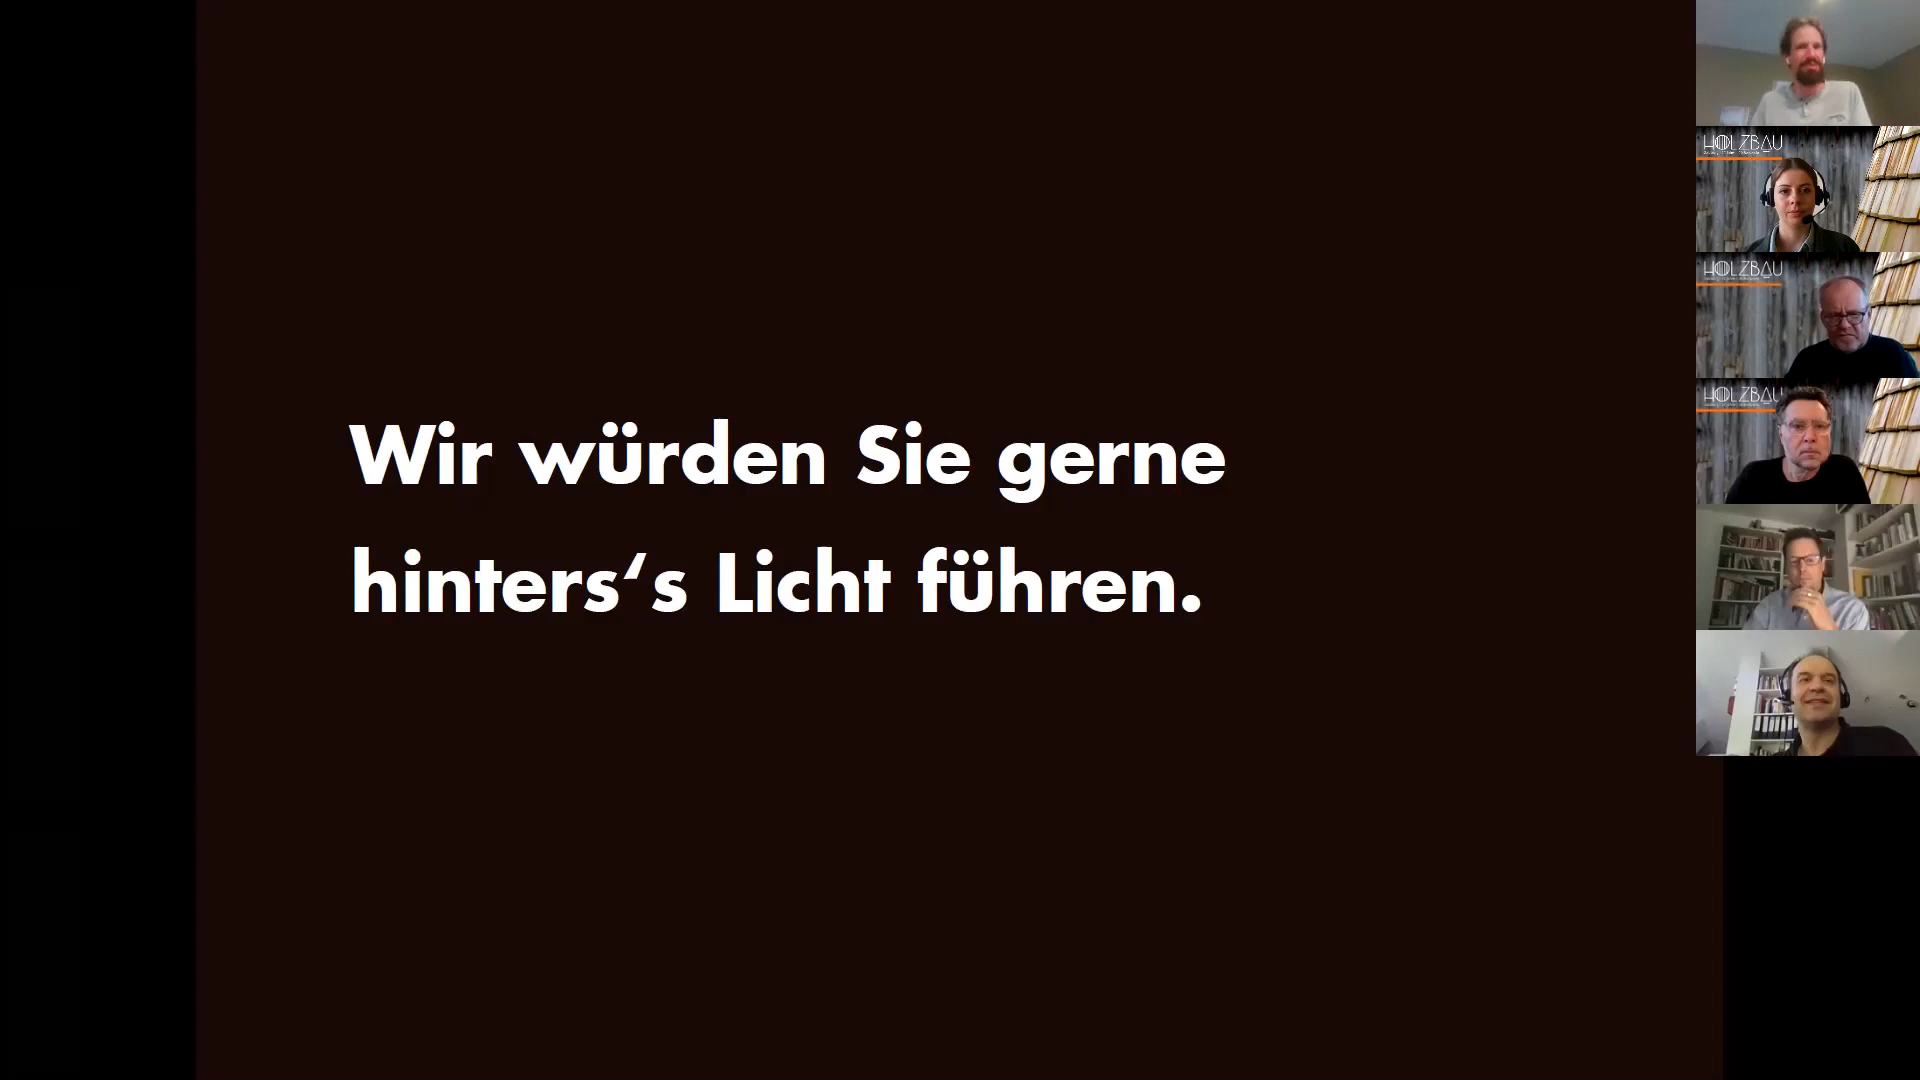 Wir würden Sie gerne
hinters‘s Licht führen.
HOLZBAU
HOLZBAU
HOLZBAU